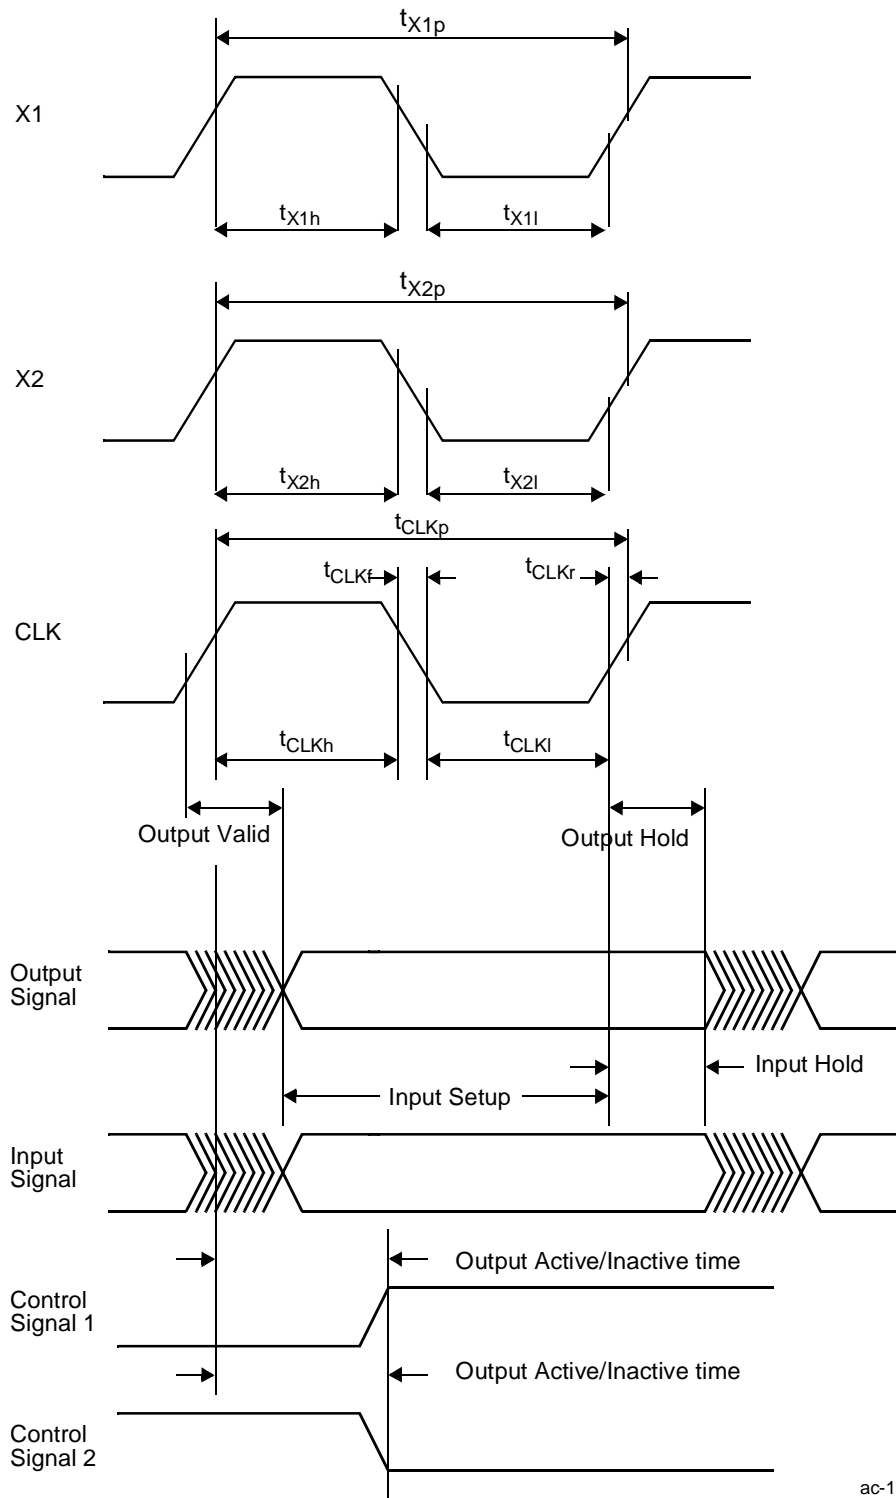 tX1p
X1
tX1h
tX1l
tX2p
X2
tX2h
tX2l
tCLKp
tCLKf
tCLKr
CLK
tCLKh
tCLKl
Output Valid
Output Hold
Output
Signal
Input Hold
Input Setup
Input
Signal
Output Active/Inactive time
Control
Signal 1
Output Active/Inactive time
Control
Signal 2
ac-1